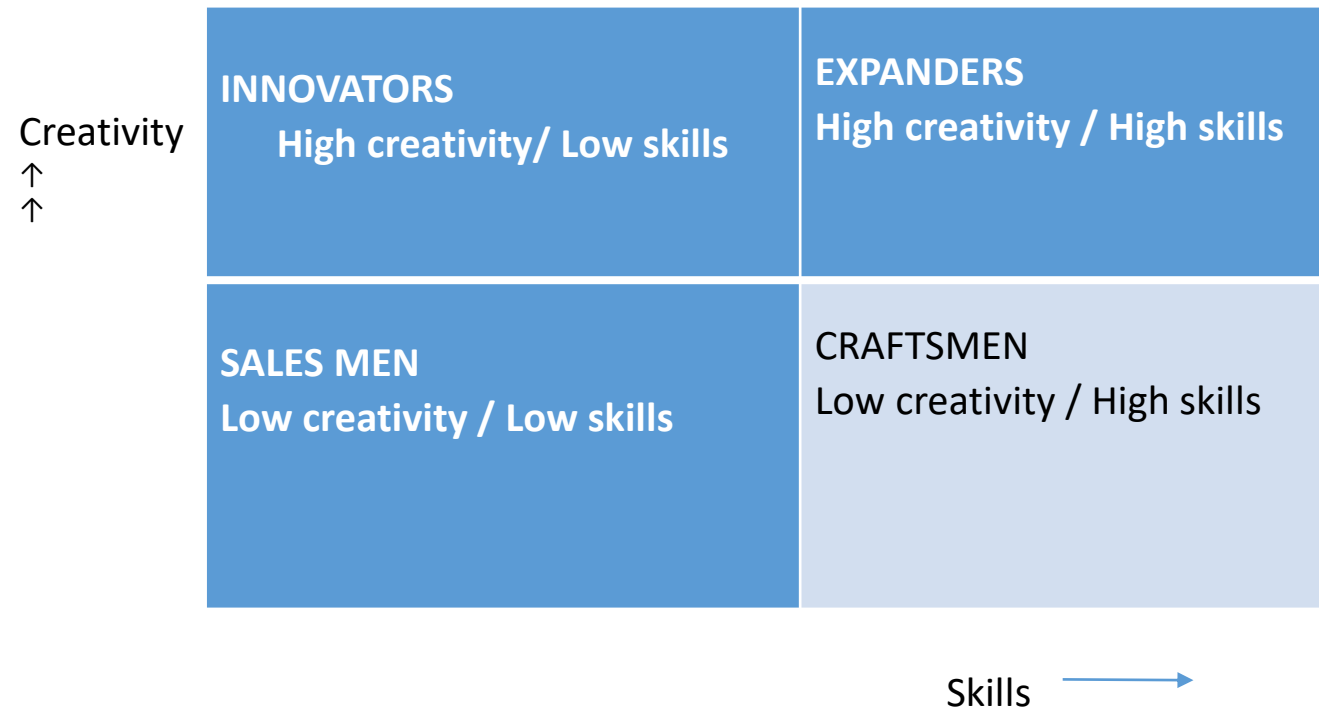 Creativity
↑
↑
INNOVATORS
High creativity/ Low skills
EXPANDERS
High creativity / High skills
SALES MEN
Low creativity / Low skills
CRAFTSMEN
Low creativity / High skills
Skills